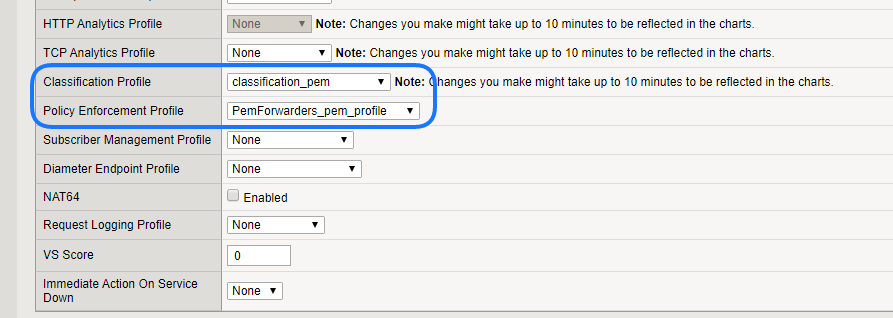 HTTP Analytics Profile None Note: Changes you make might take up to 10 minutes to be reflected in the charts.
TCP Analytics Profile None Note: Changes you make might take up to 10 minutes to be reflected in the charts.
Classification Profile classification_pem Note: Changes you make might take up to 10 minutes to be reflected in the charts.
Policy Enforcement Profile PemForwarders_pem_profile
Subscriber Management Profile None
Diameter Endpoint Profile None
NAT64 Enabled
Request Logging Profile None
VS Score 0
Immediate Action On Service
Down None